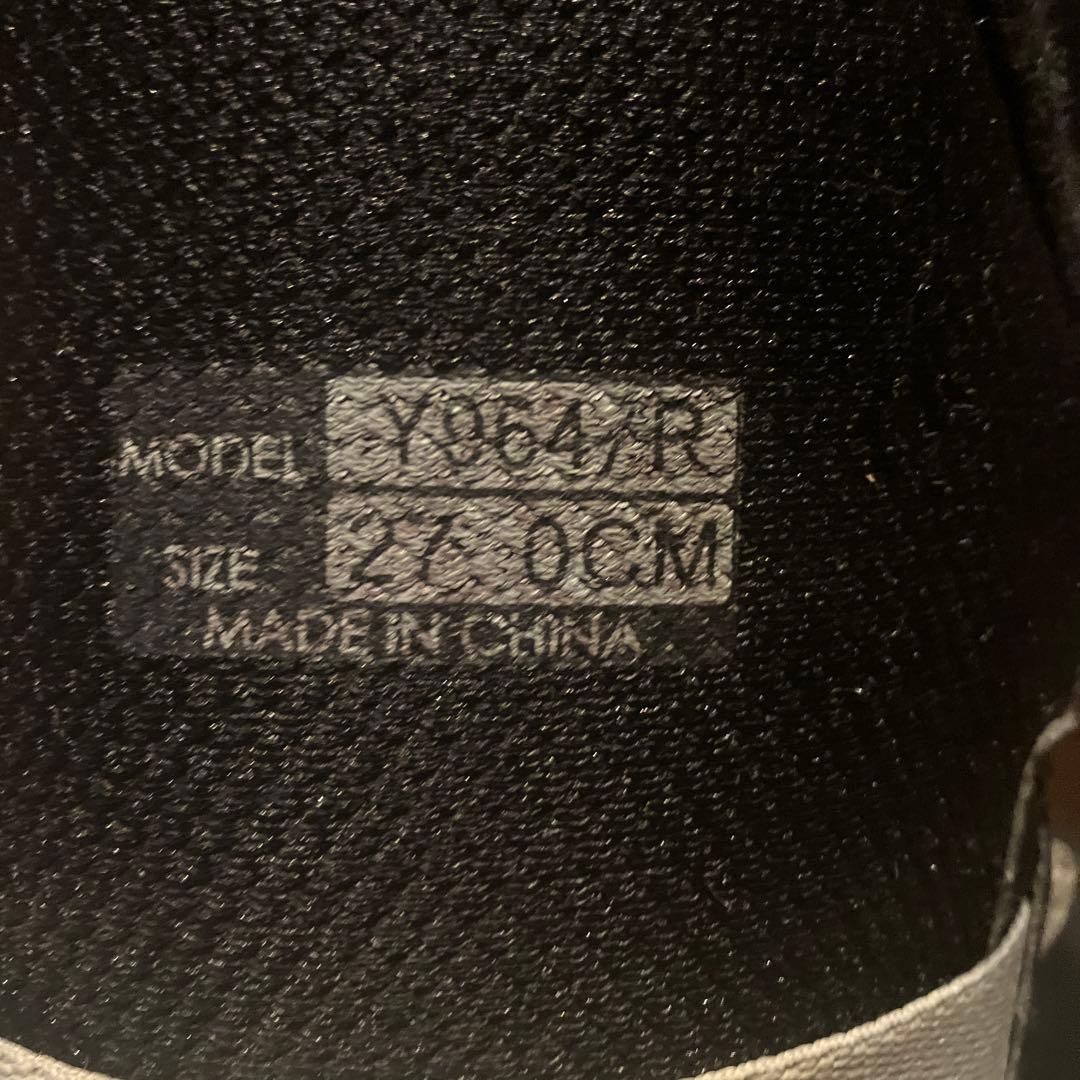 MODEL Y964/R
SIZE 27.0CM
MADE IN CHINA